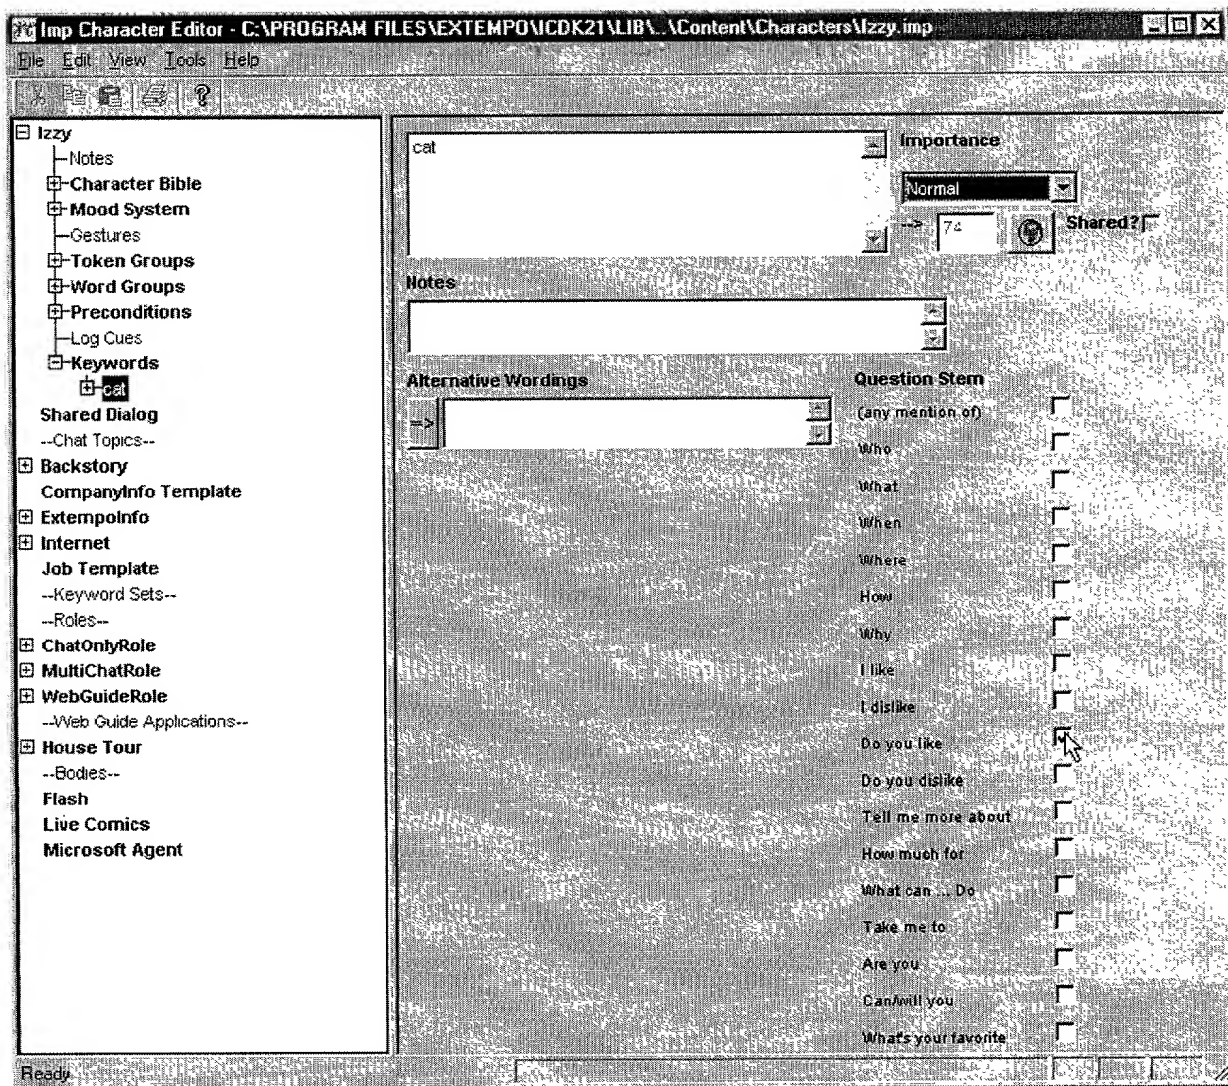 Imp Character Editor - C:\PROGRAM FILES\EXTEMPO\ICDK21\LIB\..\Content\Characters\Izzy.imp
File Edit View Tools Help
Izzy
Notes
Character Bible
Mood System
Gestures
Token Groups
Word Groups
Preconditions
Log Cues
Keywords
cat
Shared Dialog
--Chat Topics--
Backstory
CompanyInfo Template
ExtempoInfo
Internet
Job Template
--Keyword Sets--
--Roles--
ChatOnlyRole
MultiChatRole
WebGuideRole
--Web Guide Applications--
House Tour
--Bodies--
Flash
Live Comics
Microsoft Agent
cat
Importance
Normal
--> 74
Shared?
Notes
Alternative Wordings
=>
Question Stem
(any mention of)
Who
What
When
Where
How
Why
I like
I dislike
Do you like
Do you dislike
Tell me more about
How much for
What can ... Do
Take me to
Are you
Can/will you
What's your favorite
Ready